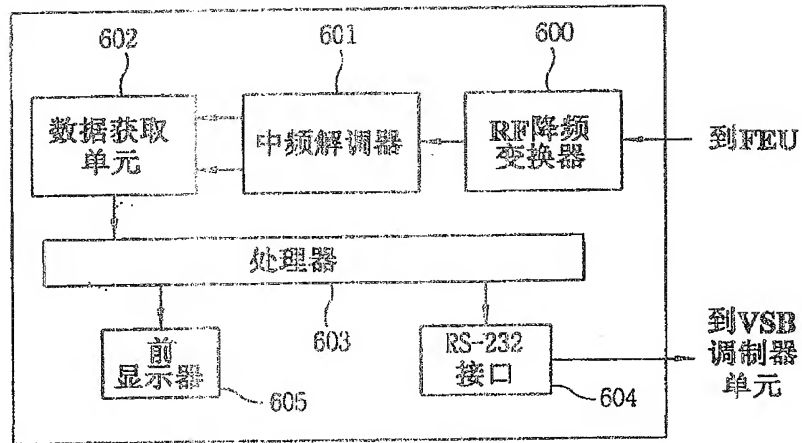 602
601
600
数据获取
单元
中频解调器
RF降频
变换器
到FEU
处理器
603
前
显示器
605
RS-232
接口
604
到VSB
调制器
单元